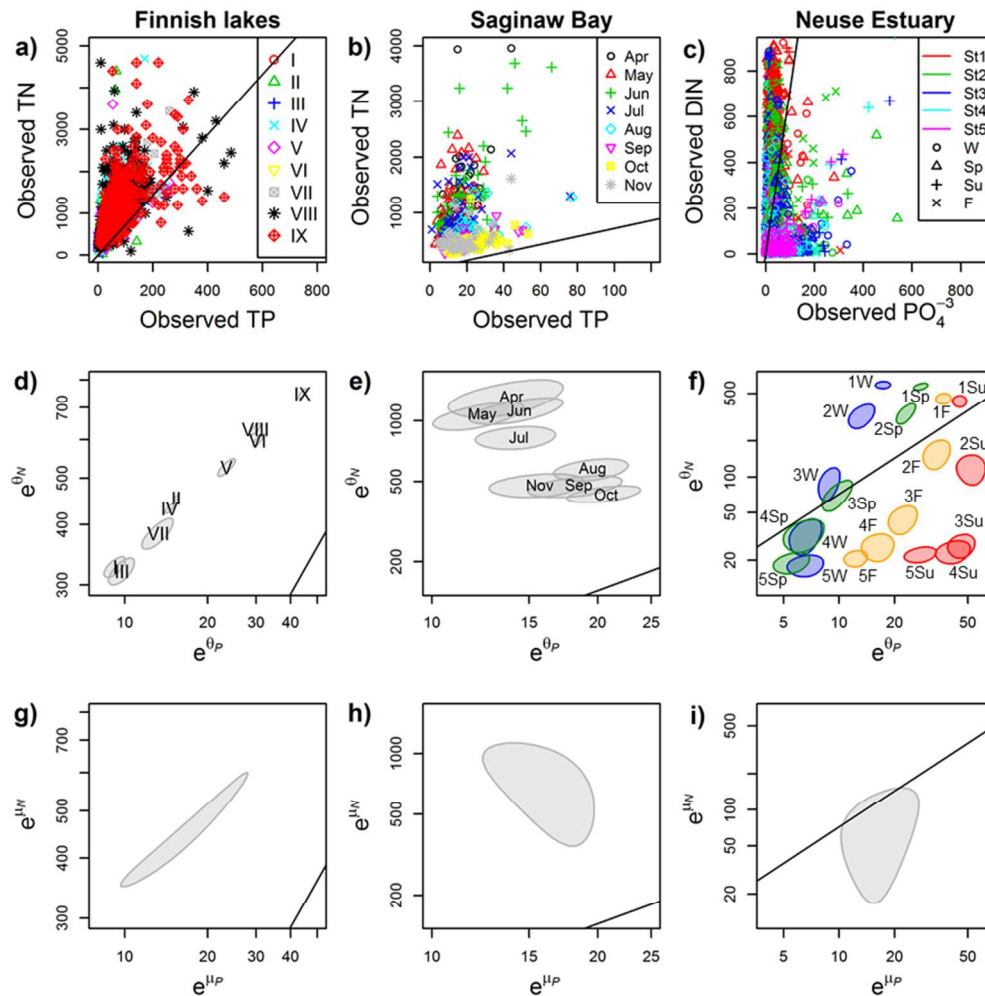 Finnish lakes Saginaw Bay Neuse Estuary
a)
Observed TN
0 1000 3000 5000
0 200 400 600 800
Observed TP
I
II
III
IV
V
VI
VII
VIII
IX
b)
Observed TN
1000 2000 3000 4000
0 20 40 60 80 100
Observed TP
Apr
May
Jun
Jul
Aug
Sep
Oct
Nov
c)
Observed DIN
0 200 400 600 800
0 200 400 600 800
Observed PO₄⁻³
St1
St2
St3
St4
St5
W
Sp
Su
F
d)
e^θN
300 400 500 700
10 20 30 40
e^θP
IX
VIII
VI
V
II
IV
VII
I
III
e)
e^θN
200 500 1000
10 15 20 25
e^θP
Apr
May Jun
Jul
Aug
Nov Sep
Oct
f)
e^θN
20 50 100 500
5 10 20 50
e^θP
1W 1Sp 1Su
1F
2W 2Sp
2Su
2F
3W
3Sp
3F
4Sp
4F 3Su
4W
5Sp 5W 5F 5Su 4Su
g)
e^μN
300 400 500 700
10 20 30 40
e^μP
h)
e^μN
200 500 1000
10 15 20 25
e^μP
i)
e^μN
20 50 100 500
5 10 20 50
e^μP